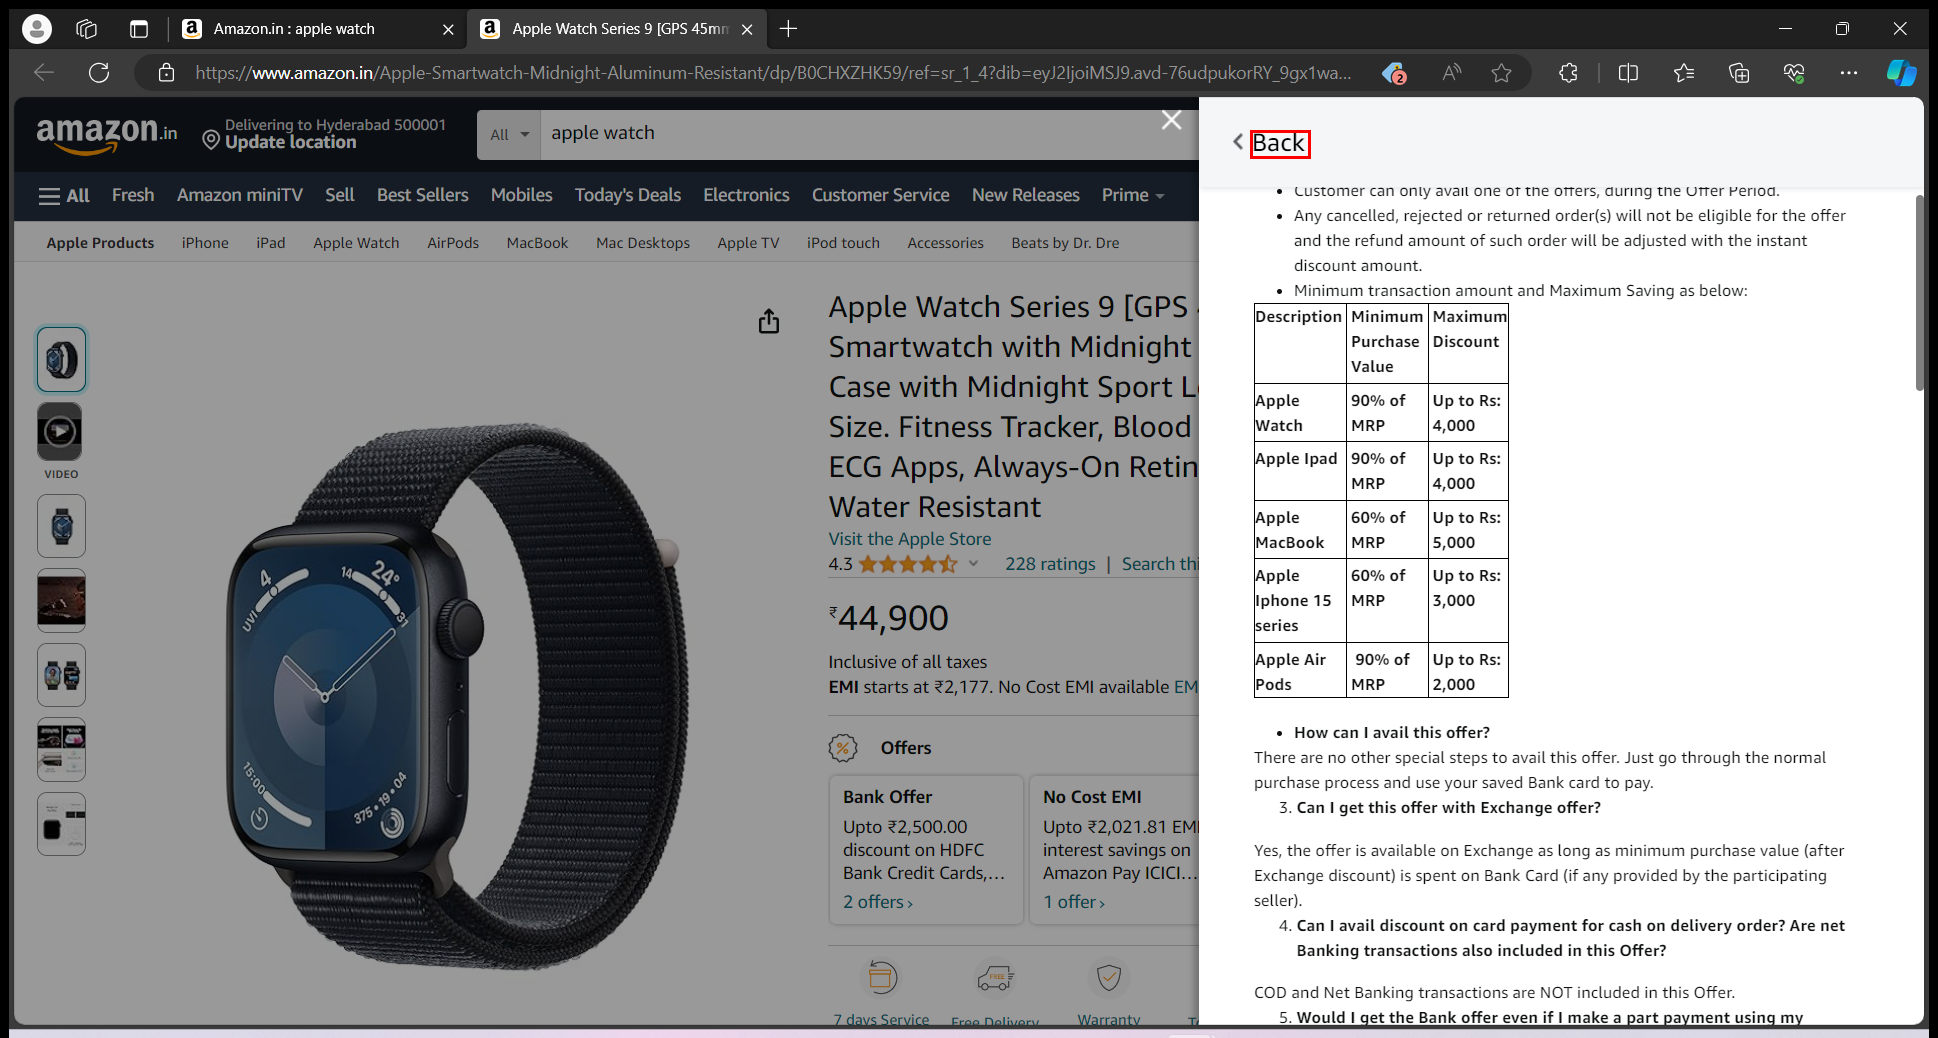 Amazon.in : apple watch
Apple Watch Series 9 [GPS 45mm
https://www.amazon.in/Apple-Smartwatch-Midnight-Aluminum-Resistant/dp/B0CHXZHK59/ref=sr_1_4?dib=eyJ2IjoiMSJ9.avd-76udpukorRY_9gx1wa...
2
amazon.in
Delivering to Hyderabad 500001
Update location
All
apple watch
All
Fresh
Amazon miniTV
Sell
Best Sellers
Mobiles
Today's Deals
Electronics
Customer Service
New Releases
Prime
Apple Products
iPhone
iPad
Apple Watch
AirPods
MacBook
Mac Desktops
Apple TV
iPod touch
Accessories
Beats by Dr. Dre
VIDEO
4
UVI
14
24°
31
15:00
375•19•04
Apple Watch Series 9 [GPS
Smartwatch with Midnight
Case with Midnight Sport L
Size. Fitness Tracker, Blood
ECG Apps, Always-On Retin
Water Resistant
Visit the Apple Store
4.3
228 ratings | Search thi
₹44,900
Inclusive of all taxes
EMI starts at ₹2,177. No Cost EMI available EM
Offers
Bank Offer
Upto ₹2,500.00
discount on HDFC
Bank Credit Cards,...
2 offers ›
No Cost EMI
Upto ₹2,021.81 EMI
interest savings on
Amazon Pay ICICI...
1 offer ›
FREE
7 days Service
Free Delivery
Warranty
Back
• Customer can only avail one of the offers, during the Offer Period.
• Any cancelled, rejected or returned order(s) will not be eligible for the offer
and the refund amount of such order will be adjusted with the instant
discount amount.
• Minimum transaction amount and Maximum Saving as below:
Description
Minimum
Purchase
Value
Maximum
Discount
Apple
Watch
90% of
MRP
Up to Rs:
4,000
Apple Ipad
90% of
MRP
Up to Rs:
4,000
Apple
MacBook
60% of
MRP
Up to Rs:
5,000
Apple
Iphone 15
series
60% of
MRP
Up to Rs:
3,000
Apple Air
Pods
90% of
MRP
Up to Rs:
2,000
• How can I avail this offer?
There are no other special steps to avail this offer. Just go through the normal
purchase process and use your saved Bank card to pay.
3. Can I get this offer with Exchange offer?
Yes, the offer is available on Exchange as long as minimum purchase value (after
Exchange discount) is spent on Bank Card (if any provided by the participating
seller).
4. Can I avail discount on card payment for cash on delivery order? Are net
Banking transactions also included in this Offer?
COD and Net Banking transactions are NOT included in this Offer.
5. Would I get the Bank offer even if I make a part payment using my